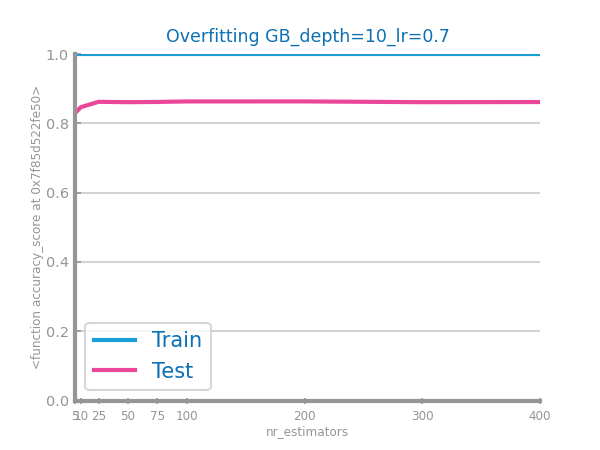 Overfitting GB_depth=10_lr=0.7
<function accuracy_score at 0x7f85d522fe50>
1.0
0.8
0.6
0.4
0.2
0.0
Train
Test
5 10 25 50 75 100 200 300 400
nr_estimators